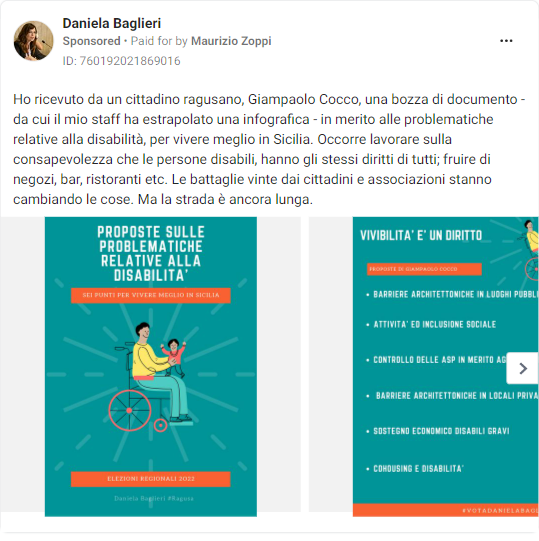 Daniela Baglieri
Sponsored • Paid for by Maurizio Zoppi
ID: 760192021869016
Ho ricevuto da un cittadino ragusano, Giampaolo Cocco, una bozza di documento -
da cui il mio staff ha estrapolato una infografica - in merito alle problematiche
relative alla disabilità, per vivere meglio in Sicilia. Occorre lavorare sulla
consapevolezza che le persone disabili, hanno gli stessi diritti di tutti; fruire di
negozi, bar, ristoranti etc. Le battaglie vinte dai cittadini e associazioni stanno
cambiando le cose. Ma la strada è ancora lunga.
PROPOSTE SULLE
PROBLEMATICHE
RELATIVE ALLA
DISABILITA'
SEI PUNTI PER VIVERE MEGLIO IN SICILIA
ELEZIONI REGIONALI 2022
Daniela Baglieri #Ragusa
VIVIBILITA' E' UN DIRITTO
PROPOSTE DI GIAMPAOLO COCCO
• BARRIERE ARCHITETTONICHE IN LUOGHI PUBBLI
• ATTIVITA' ED INCLUSIONE SOCIALE
• CONTROLLO DELLE ASP IN MERITO AG
• BARRIERE ARCHITETTONICHE IN LOCALI PRIVA
• SOSTEGNO ECONOMICO DISABILI GRAVI
• COHOUSING E DISABILITA'
#VOTADANIELABAGL